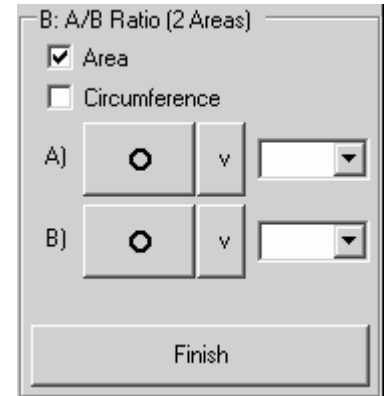 B: A/B Ratio (2 Areas)
Area
Circumference
A) v
B) v
Finish